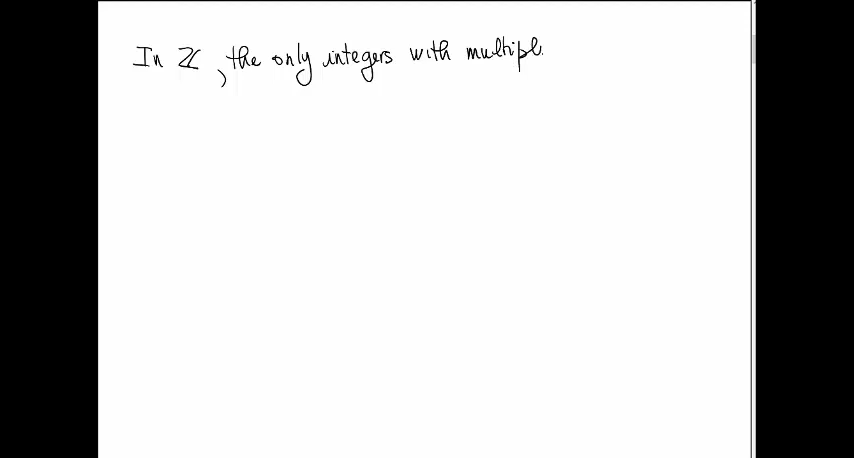 In ℤ, the only integers with multipl